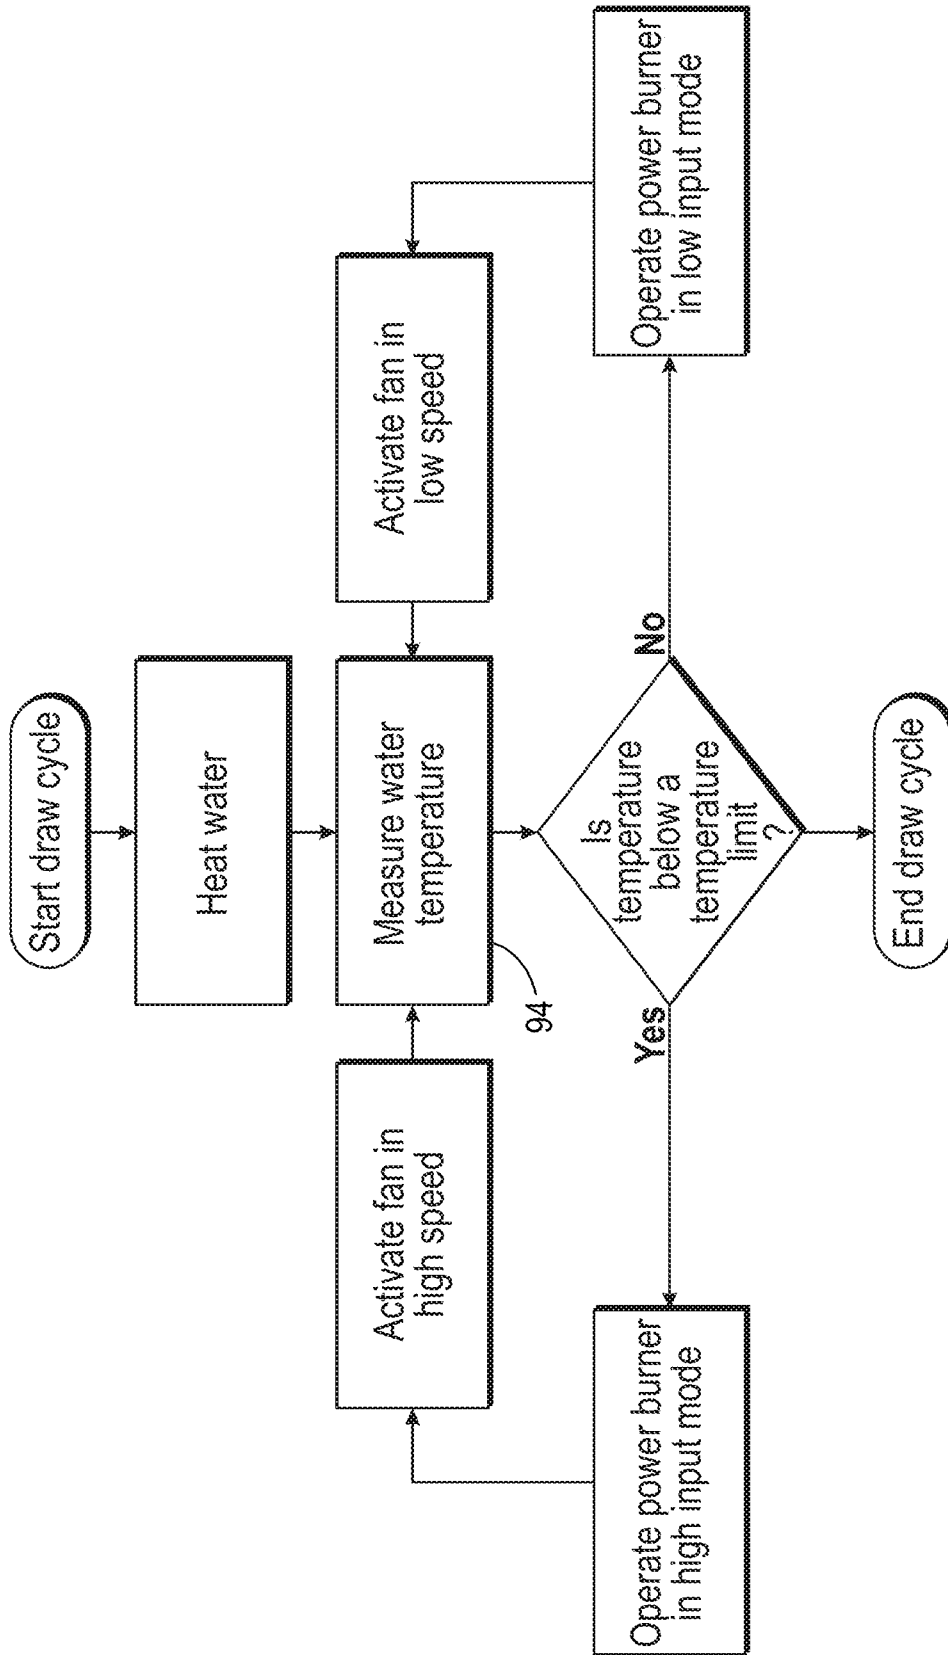 Start draw cycle
Heat water
Activate fan in
high speed
Measure water
temperature
Activate fan in
low speed
94
Is
temperature
below a
temperature
limit
?
Yes
No
Operate power burner
in high input mode
Operate power burner
in low input mode
End draw cycle